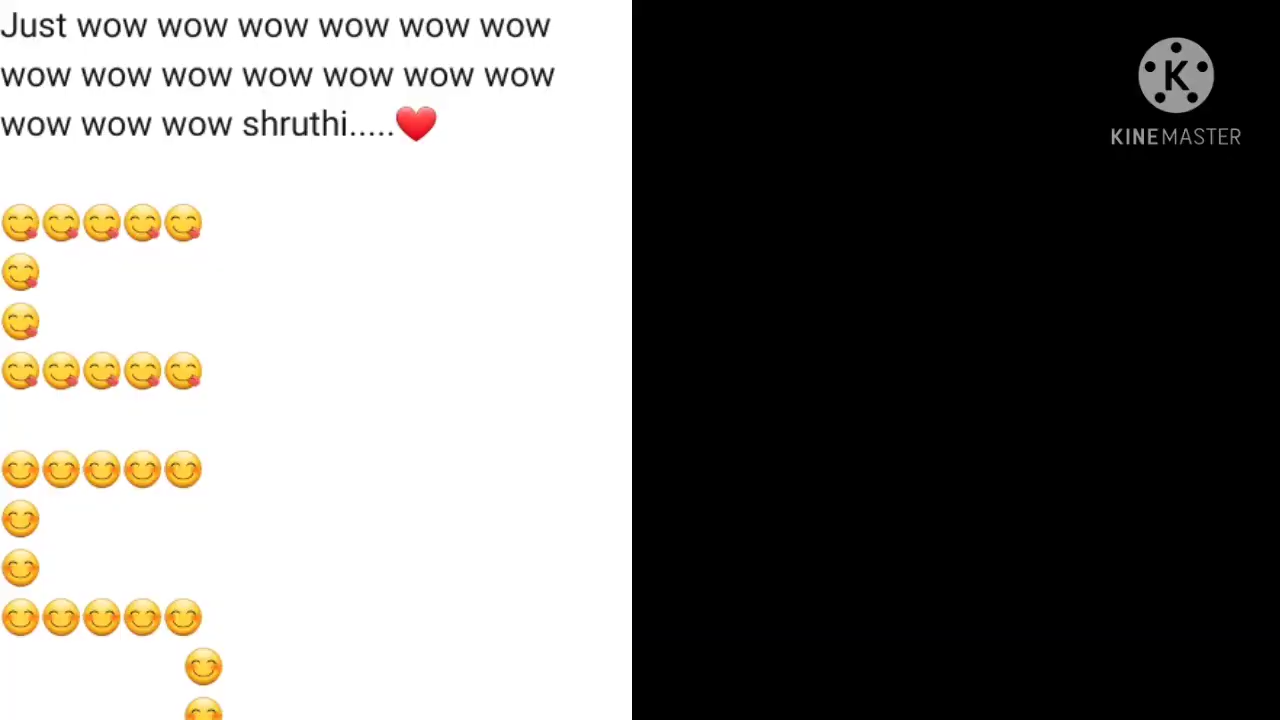 Just wow wow wow wow wow wow
wow wow wow wow wow wow wow
wow wow wow shruthi.....❤️
😋😋😋😋😋
😋
😋
😋😋😋😋😋
😊😊😊😊😊
😊
😊
😊😊😊😊😊
😊
😊
K
KINEMASTER